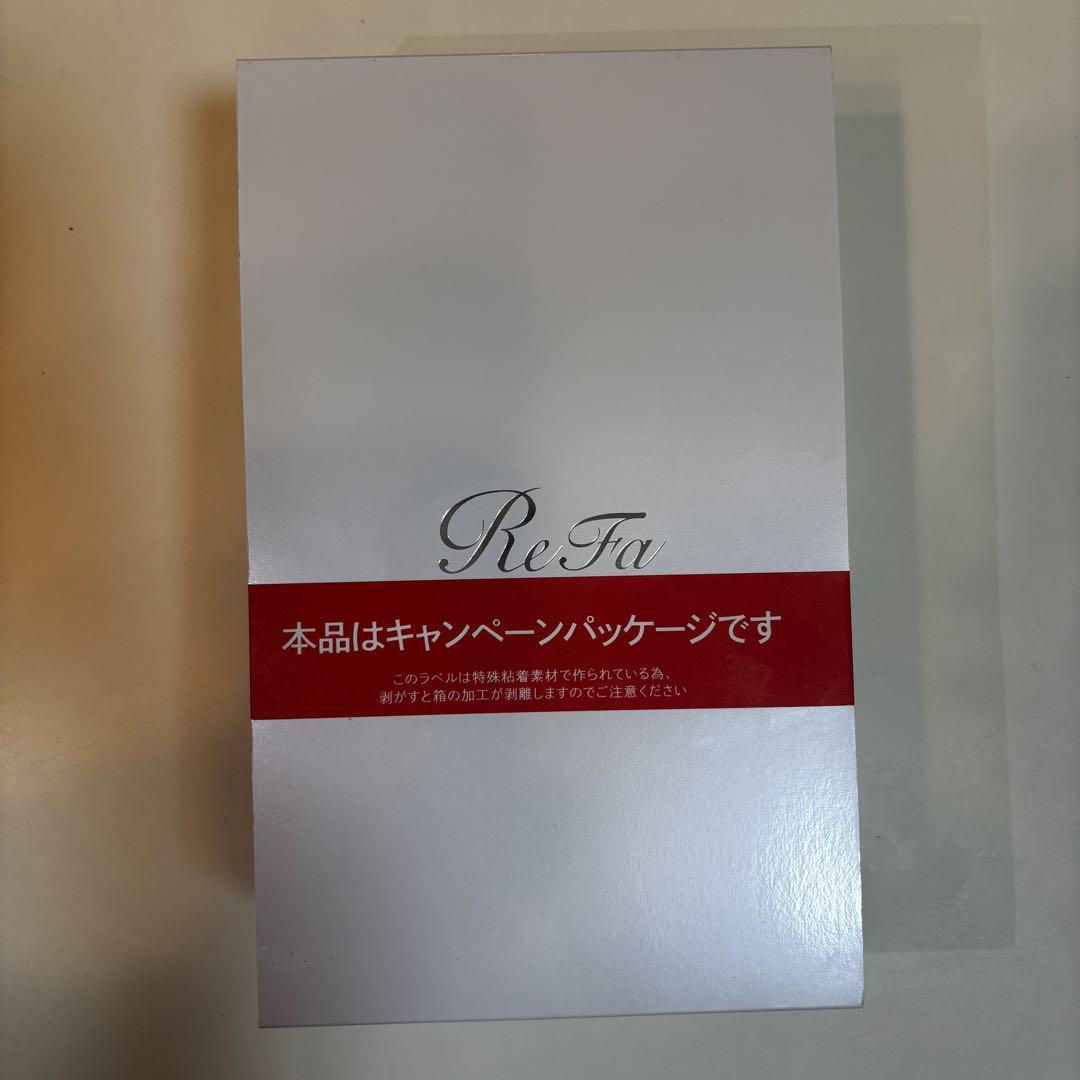 ReFa
本品はキャンペーンパッケージです
このラベルは特殊粘着素材で作られている為、
剥がすと箱の加工が剥離しますのでご注意ください